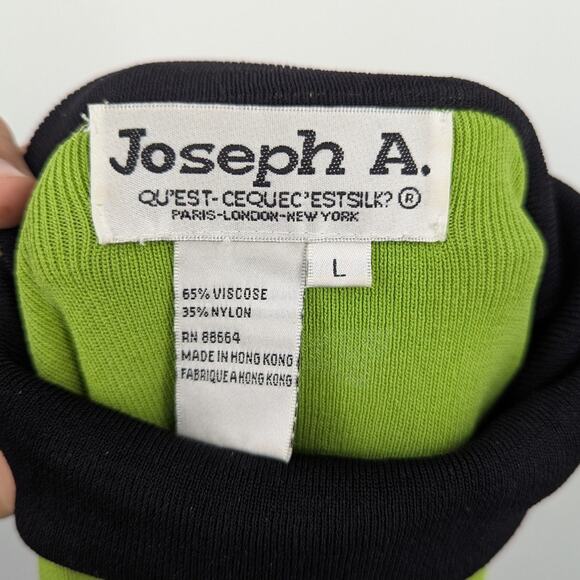 Joseph A.
QU'EST-CEQUEC'ESTSILK? ®
PARIS-LONDON-NEW YORK
L
65% VISCOSE
35% NYLON
RN 88664
MADE IN HONG KONG
FABRIQUE A HONG KONG